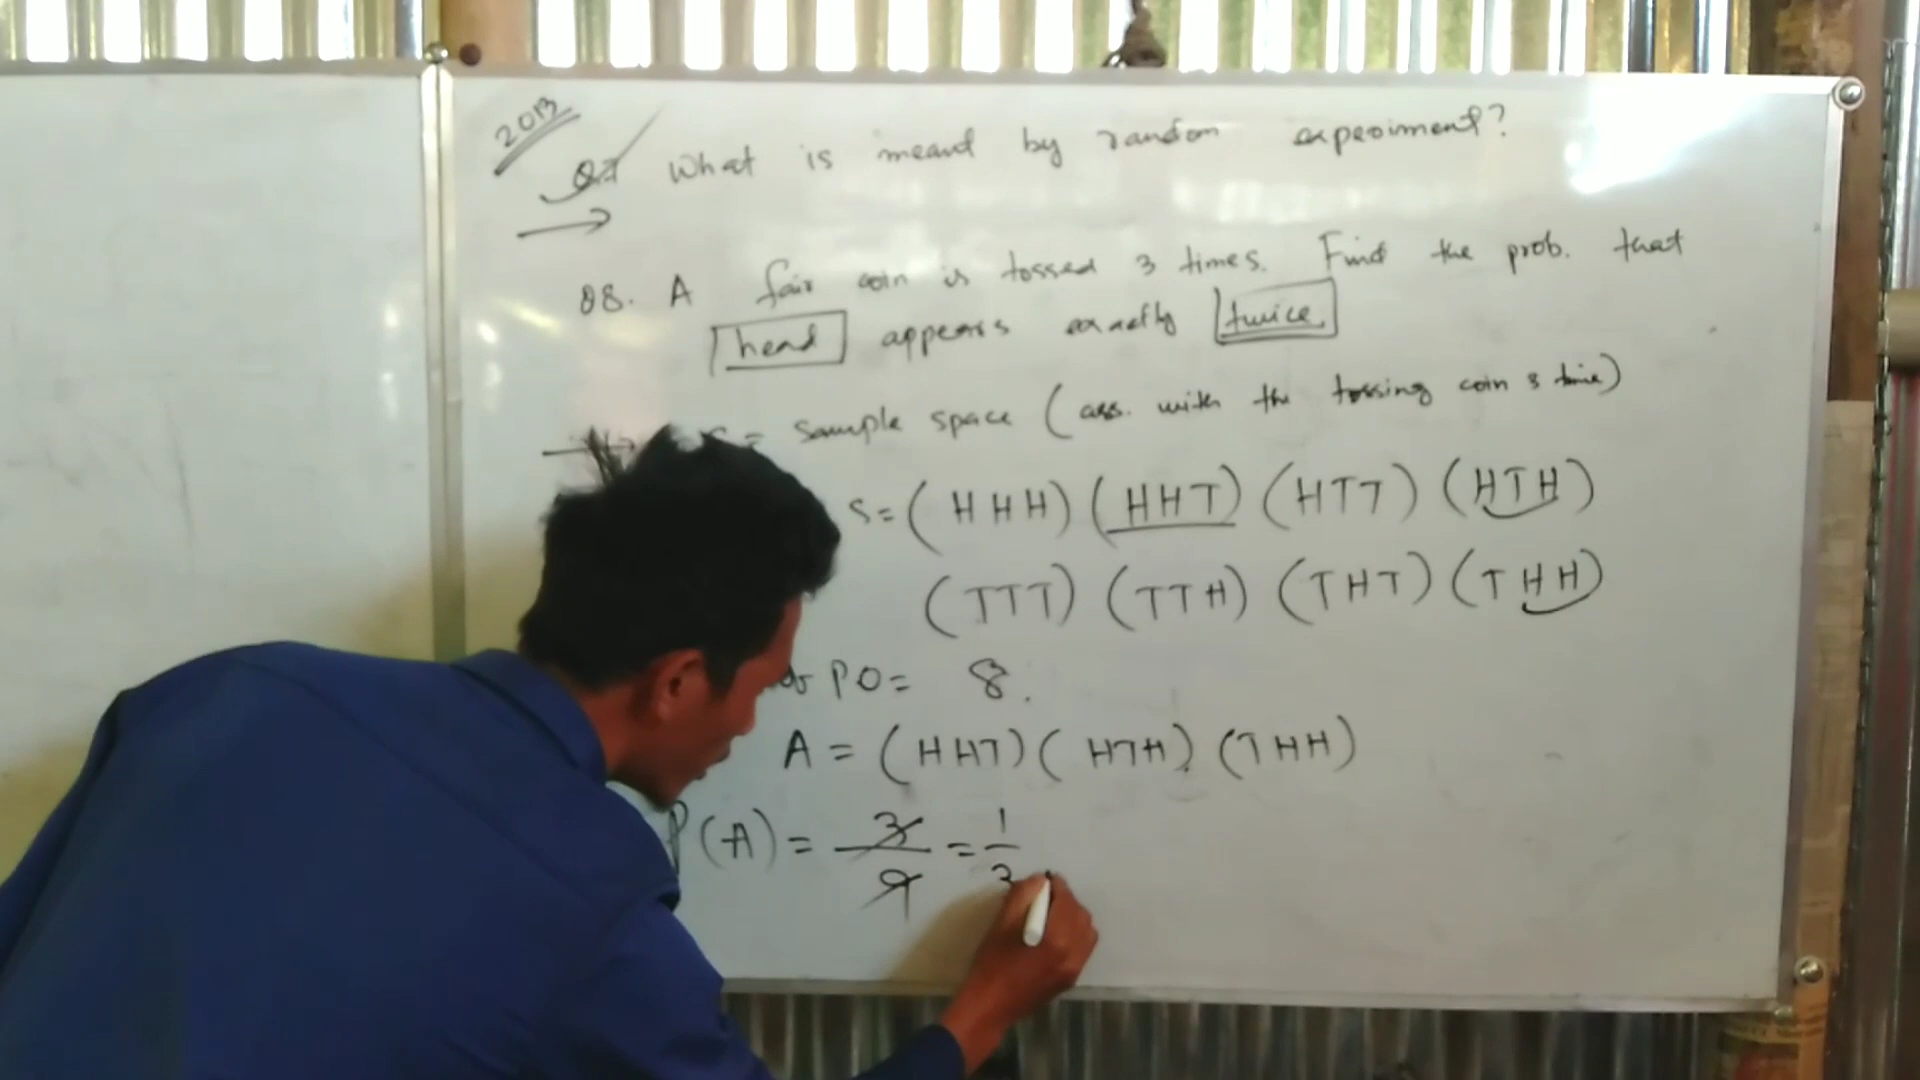 2013
Q7 What is meant by random experiment?
Q8. A fair coin is tossed 3 times. Find the prob. that
head appears exactly twice.
= sample space (ass. with the tossing coin 3 time)
S = (HHH) (HHT) (HTT) (HTH)
(TTT) (TTH) (THT) (THH)
PO = 8.
A = (HHT) (HTH) (THH)
P(A) = 3/9 = 1/3